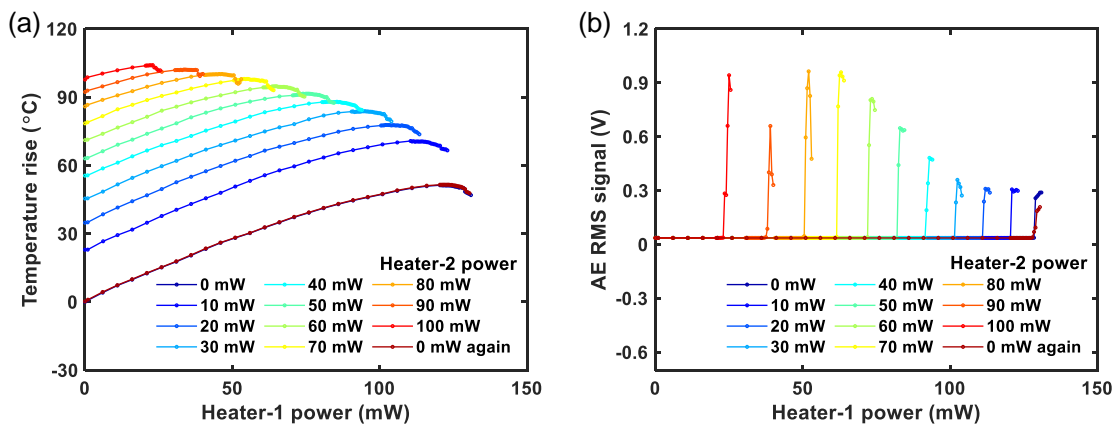 (a)
120
90
60
30
0
-30
Temperature rise (°C)
0
50
100
150
Heater-1 power (mW)
Heater-2 power
0 mW
40 mW
80 mW
10 mW
50 mW
90 mW
20 mW
60 mW
100 mW
30 mW
70 mW
0 mW again
(b)
1.2
0.9
0.6
0.3
0
-0.3
-0.6
AE RMS signal (V)
0
50
100
150
Heater-1 power (mW)
Heater-2 power
0 mW
40 mW
80 mW
10 mW
50 mW
90 mW
20 mW
60 mW
100 mW
30 mW
70 mW
0 mW again